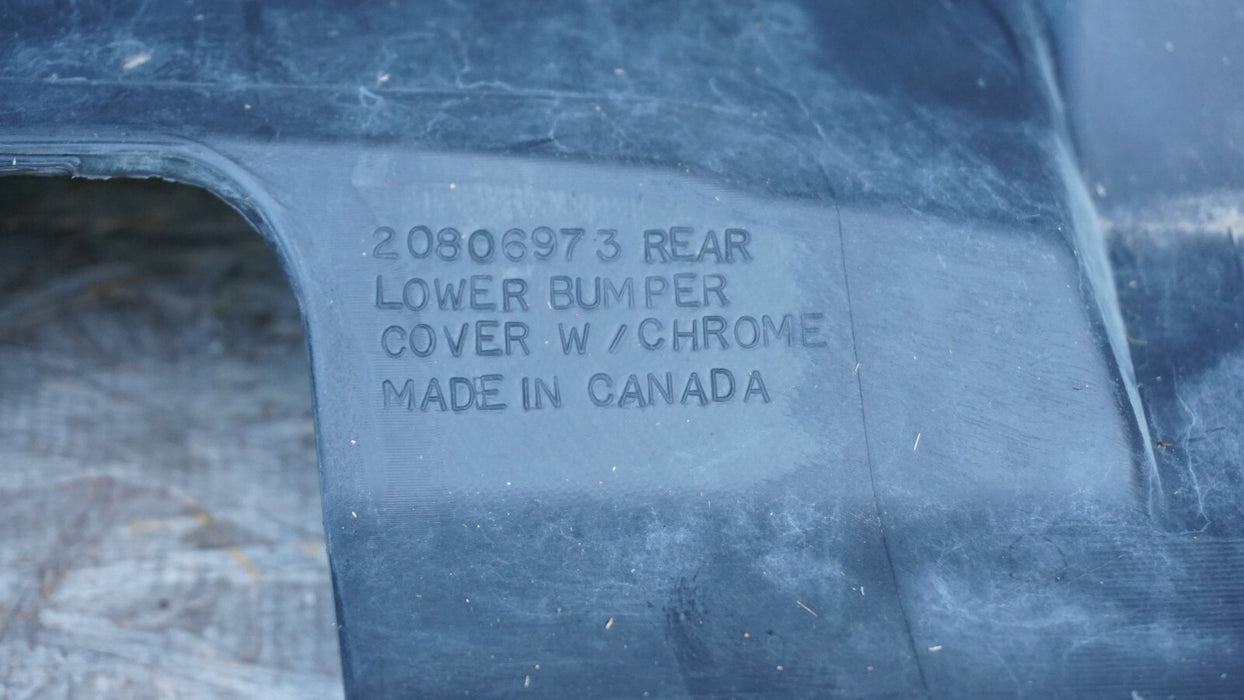 20806973 REAR
LOWER BUMPER
COVER W/CHROME
MADE IN CANADA